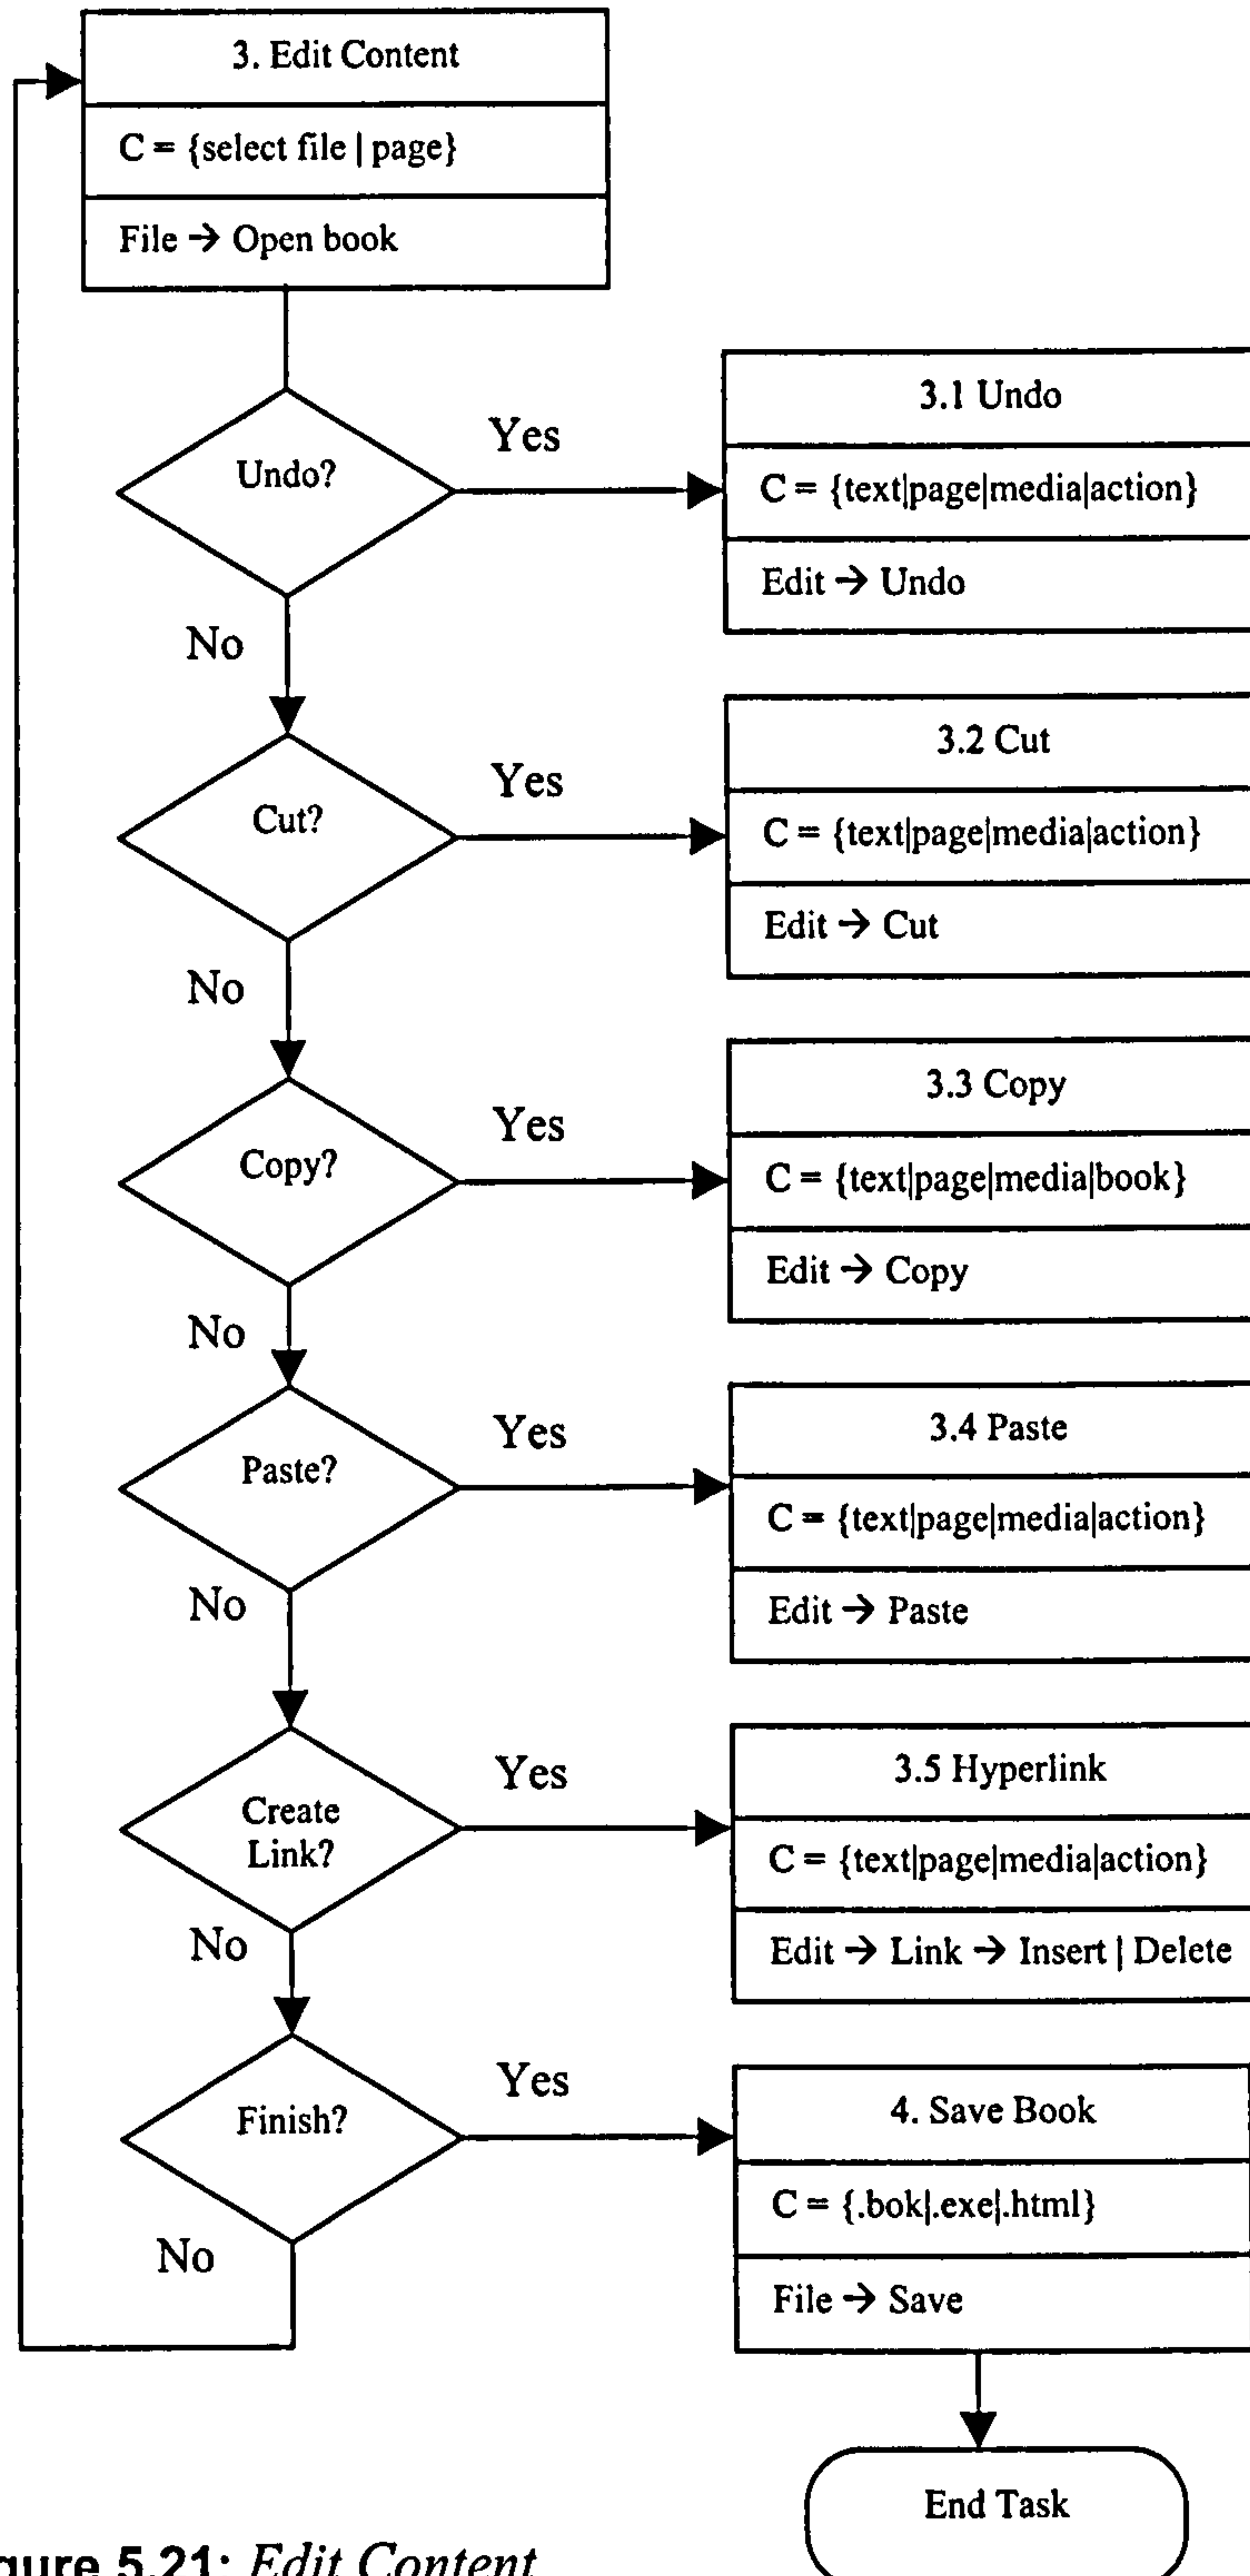 3. Edit Content
C = {select file | page}
File → Open book
Undo?
Yes
3.1 Undo
C = {text|page|media|action}
Edit → Undo
No
Cut?
Yes
3.2 Cut
C = {text|page|media|action}
Edit → Cut
No
Copy?
Yes
3.3 Copy
C = {text|page|media|book}
Edit → Copy
No
Paste?
Yes
3.4 Paste
C = {text|page|media|action}
Edit → Paste
No
Create
Link?
Yes
3.5 Hyperlink
C = {text|page|media|action}
Edit → Link → Insert | Delete
No
Finish?
Yes
4. Save Book
C = {.bok|.exe|.html}
File → Save
No
End Task
gure 5.21: Edit Content